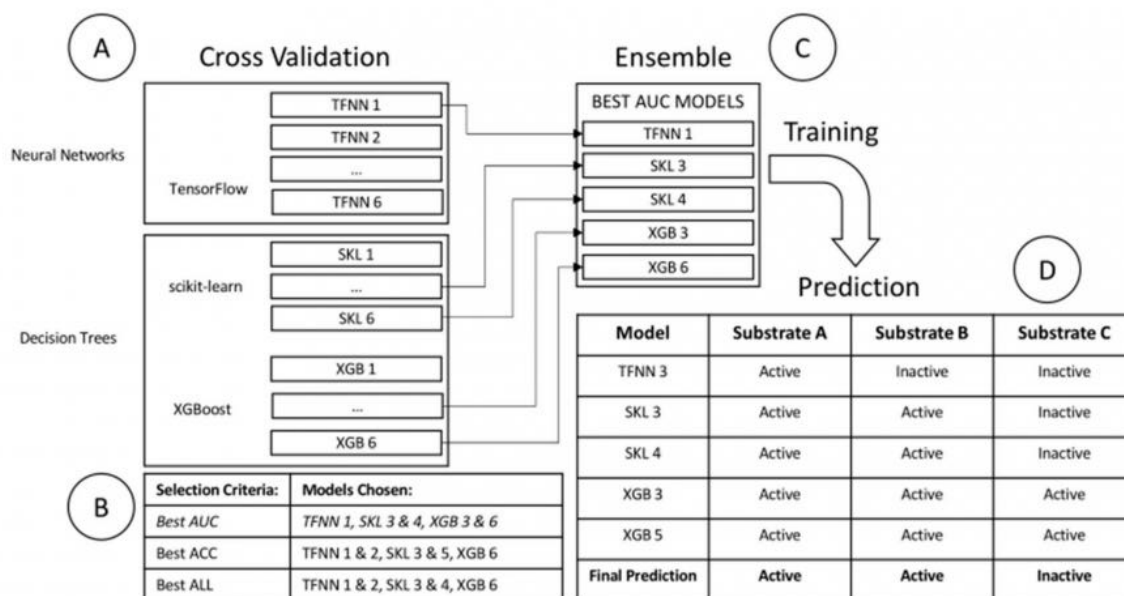 A
Cross Validation
Neural Networks
TensorFlow
TFNN 1
TFNN 2
...
TFNN 6
Decision Trees
scikit-learn
SKL 1
...
SKL 6
XGBoost
XGB 1
...
XGB 6
B
Selection Criteria: Models Chosen:
Best AUC TFNN 1, SKL 3 & 4, XGB 3 & 6
Best ACC TFNN 1 & 2, SKL 3 & 5, XGB 6
Best ALL TFNN 1 & 2, SKL 3 & 4, XGB 6
Ensemble
C
BEST AUC MODELS
TFNN 1
SKL 3
SKL 4
XGB 3
XGB 6
Training
Prediction
D
Model Substrate A Substrate B Substrate C
TFNN 3 Active Inactive Inactive
SKL 3 Active Active Inactive
SKL 4 Active Active Inactive
XGB 3 Active Active Active
XGB 5 Active Active Active
Final Prediction Active Active Inactive